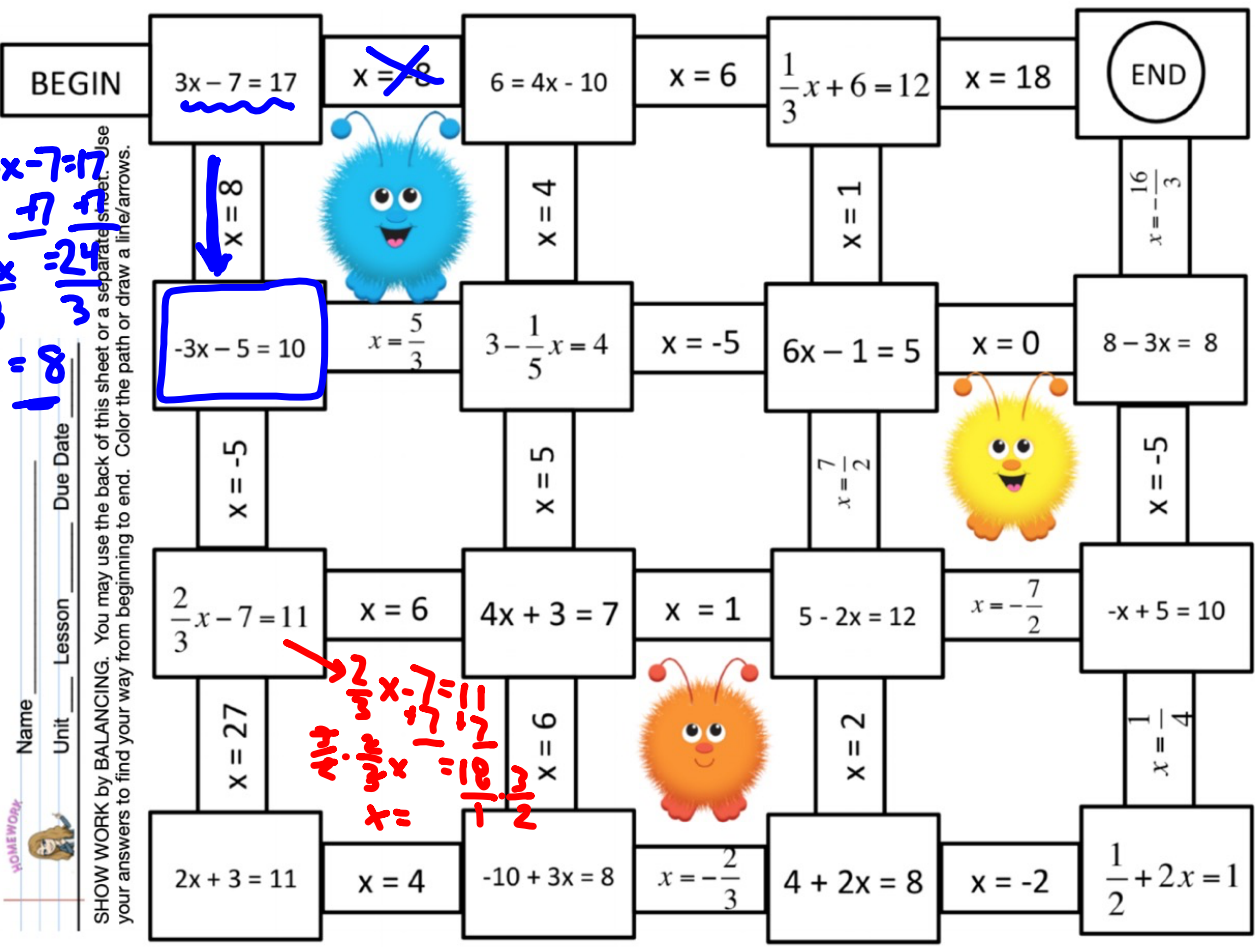 BEGIN
3x – 7 = 17
x = -8
6 = 4x - 10
x = 6
1/3 x + 6 = 12
x = 18
END
x = 8
x = 4
x = 1
x = -16/3
-3x – 5 = 10
x = 5/3
3 – 1/5 x = 4
x = -5
6x – 1 = 5
x = 0
8 – 3x = 8
x = -5
x = 5
x = 7/2
x = -5
2/3 x – 7 = 11
x = 6
4x + 3 = 7
x = 1
5 - 2x = 12
x = -7/2
-x + 5 = 10
x = 27
x = 6
x = 2
x = 1/4
2x + 3 = 11
x = 4
-10 + 3x = 8
x = -2/3
4 + 2x = 8
x = -2
1/2 + 2x = 1
x-7=17
+7 +7
x =24
3
= 8
2/3 x-7=11
+7 +7
3/2 · 2/3 x =18/1 · 3/2
x =
SHOW WORK by BALANCING. You may use the back of this sheet or a separate sheet. Use
your answers to find your way from beginning to end. Color the path or draw a line/arrows.
Name
Unit Lesson Due Date
HOMEWORK